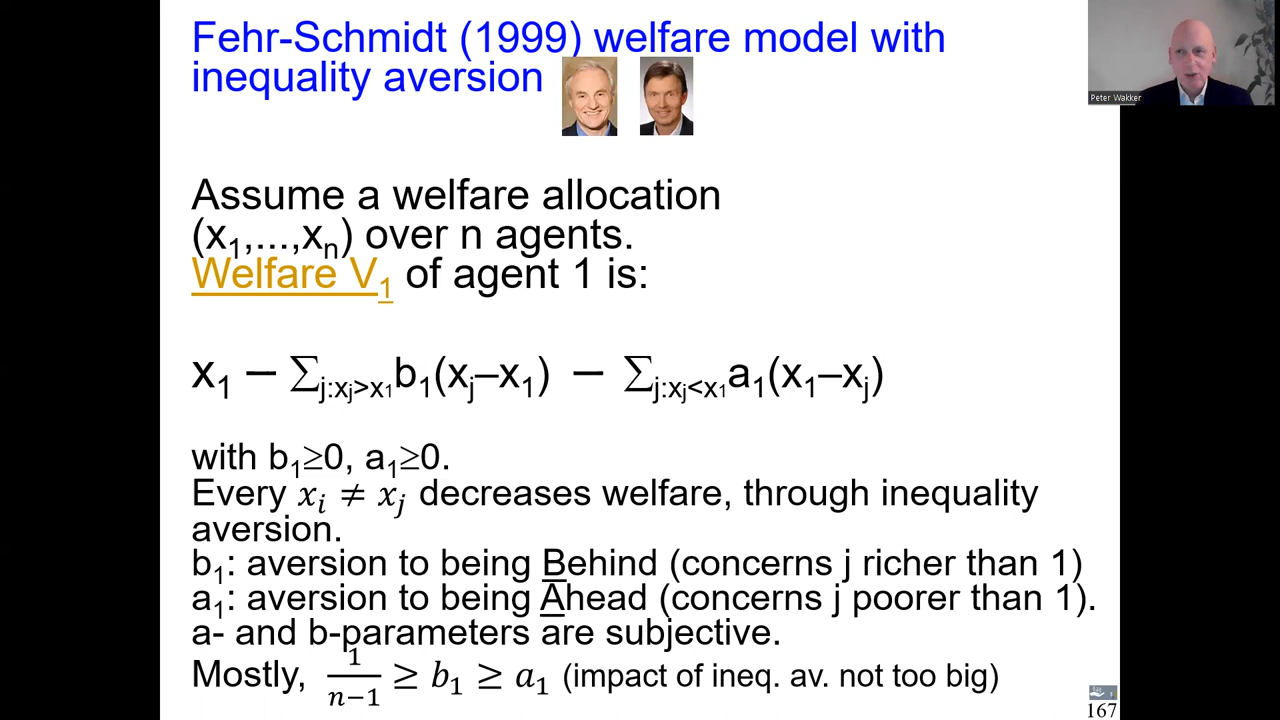 Fehr-Schmidt (1999) welfare model with
inequality aversion
Peter Wakker
Assume a welfare allocation
(x₁,...,xₙ) over n agents.
Welfare V₁ of agent 1 is:
x₁ − ∑j:xⱼ>x₁b₁(xⱼ–x₁) − ∑j:xⱼ<x₁a₁(x₁–xⱼ)
with b₁≥0, a₁≥0.
Every xᵢ ≠ xⱼ decreases welfare, through inequality
aversion.
b₁: aversion to being Behind (concerns j richer than 1)
a₁: aversion to being Ahead (concerns j poorer than 1).
a- and b-parameters are subjective.
Mostly, 1/(n−1) ≥ b₁ ≥ a₁ (impact of ineq. av. not too big)
167